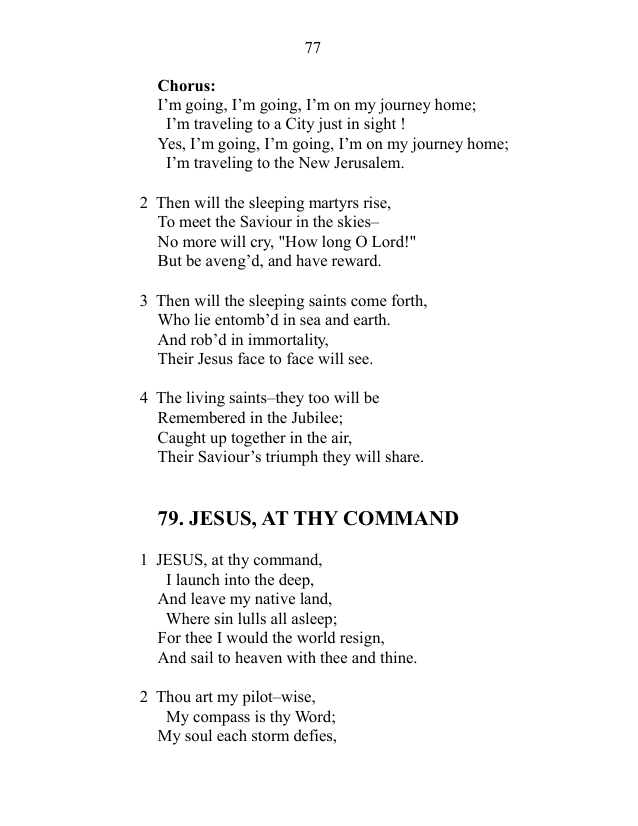 77
Chorus:
I’m going, I’m going, I’m on my journey home;
I’m traveling to a City just in sight !
Yes, I’m going, I’m going, I’m on my journey home;
I’m traveling to the New Jerusalem.
2 Then will the sleeping martyrs rise,
To meet the Saviour in the skies–
No more will cry, "How long O Lord!"
But be aveng’d, and have reward.
3 Then will the sleeping saints come forth,
Who lie entomb’d in sea and earth.
And rob’d in immortality,
Their Jesus face to face will see.
4 The living saints–they too will be
Remembered in the Jubilee;
Caught up together in the air,
Their Saviour’s triumph they will share.
79. JESUS, AT THY COMMAND
1 JESUS, at thy command,
I launch into the deep,
And leave my native land,
Where sin lulls all asleep;
For thee I would the world resign,
And sail to heaven with thee and thine.
2 Thou art my pilot–wise,
My compass is thy Word;
My soul each storm defies,